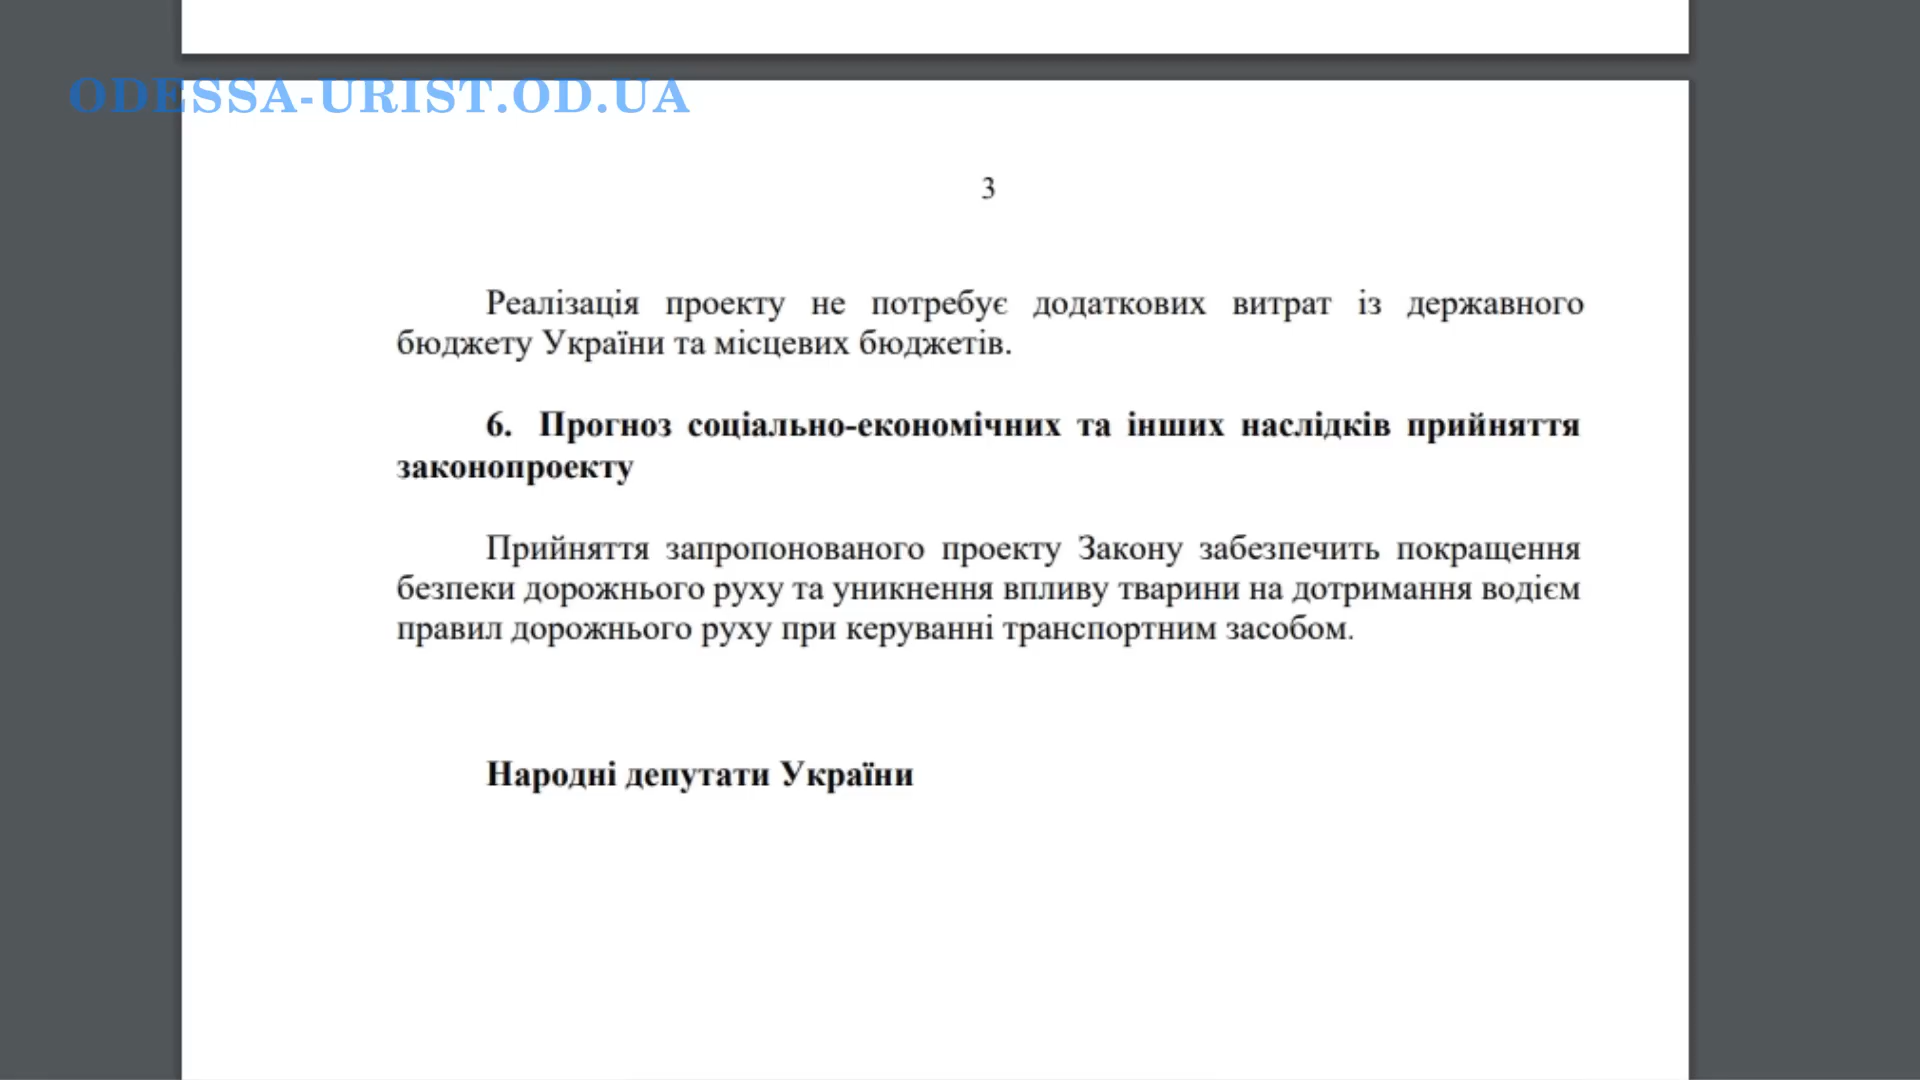 ODESSA-URIST.OD.UA
3
Реалізація проекту не потребує додаткових витрат із державного
бюджету України та місцевих бюджетів.
6. Прогноз соціально-економічних та інших наслідків прийняття
законопроекту
Прийняття запропонованого проекту Закону забезпечить покращення
безпеки дорожнього руху та уникнення впливу тварини на дотримання водієм
правил дорожнього руху при керуванні транспортним засобом.
Народні депутати України